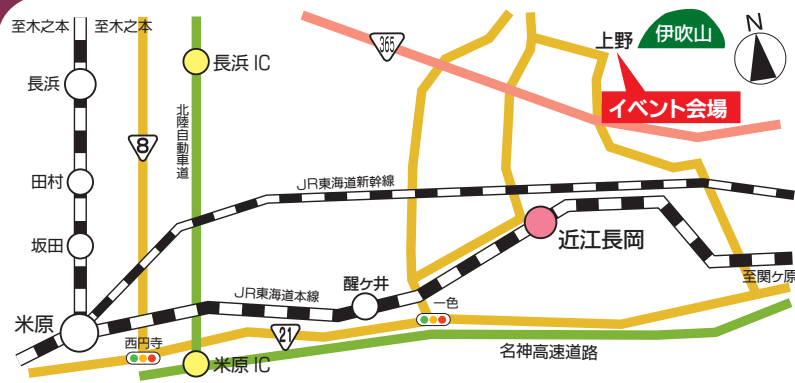 至木之本
至木之本
長浜
長浜IC
365
上野
伊吹山
N
イベント会場
北陸自動車道
8
田村
JR東海道新幹線
坂田
近江長岡
醒ケ井
JR東海道本線
至関ケ原
米原
一色
西円寺
21
名神高速道路
米原IC